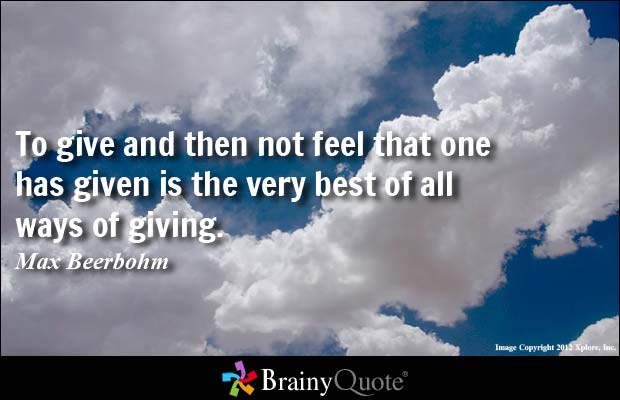 To give and then not feel that one
has given is the very best of all
ways of giving.
Max Beerbohm
Image Copyright 2012 Xplore, Inc.
BrainyQuote®